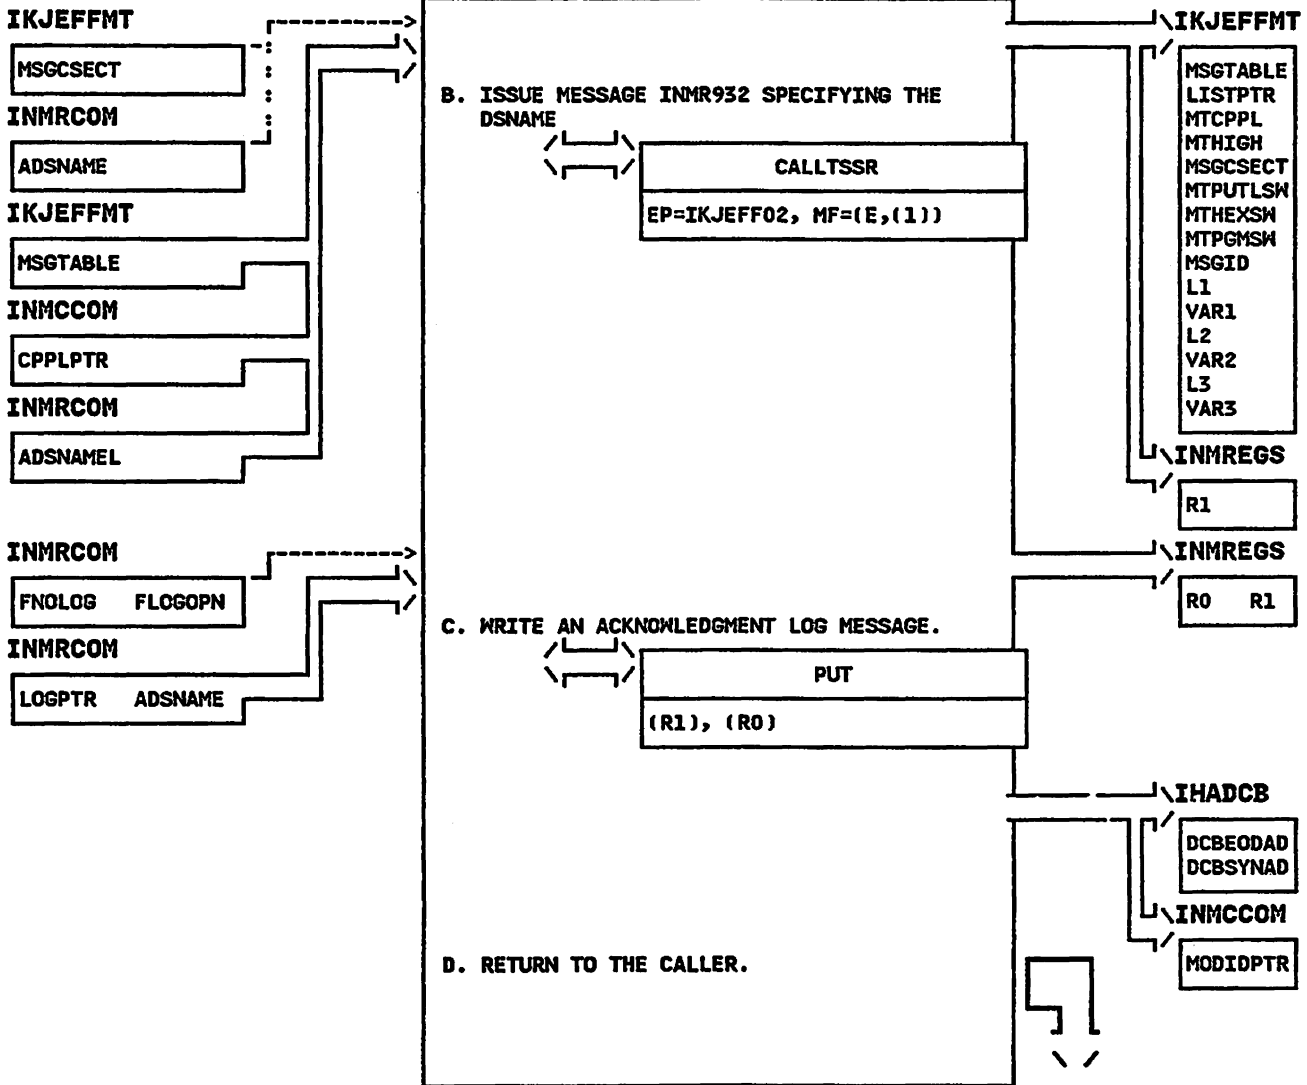 IKJEFFMT
MSGCSECT
INMRCOM
ADSNAME
IKJEFFMT
MSGTABLE
INMCCOM
CPPLPTR
INMRCOM
ADSNAMEL
INMRCOM
FNOLOG FLOGOPN
INMRCOM
LOGPTR ADSNAME
B. ISSUE MESSAGE INMR932 SPECIFYING THE
DSNAME
CALLTSSR
EP=IKJEFF02, MF=(E,(1))
C. WRITE AN ACKNOWLEDGMENT LOG MESSAGE.
PUT
(R1), (R0)
D. RETURN TO THE CALLER.
IKJEFFMT
MSGTABLE
LISTPTR
MTCPPL
MTHIGH
MSGCSECT
MTPUTLSW
MTHEXSW
MTPGMSW
MSGID
L1
VAR1
L2
VAR2
L3
VAR3
INMREGS
R1
INMREGS
R0 R1
IHADCB
DCBEODAD
DCBSYNAD
INMCCOM
MODIDPTR